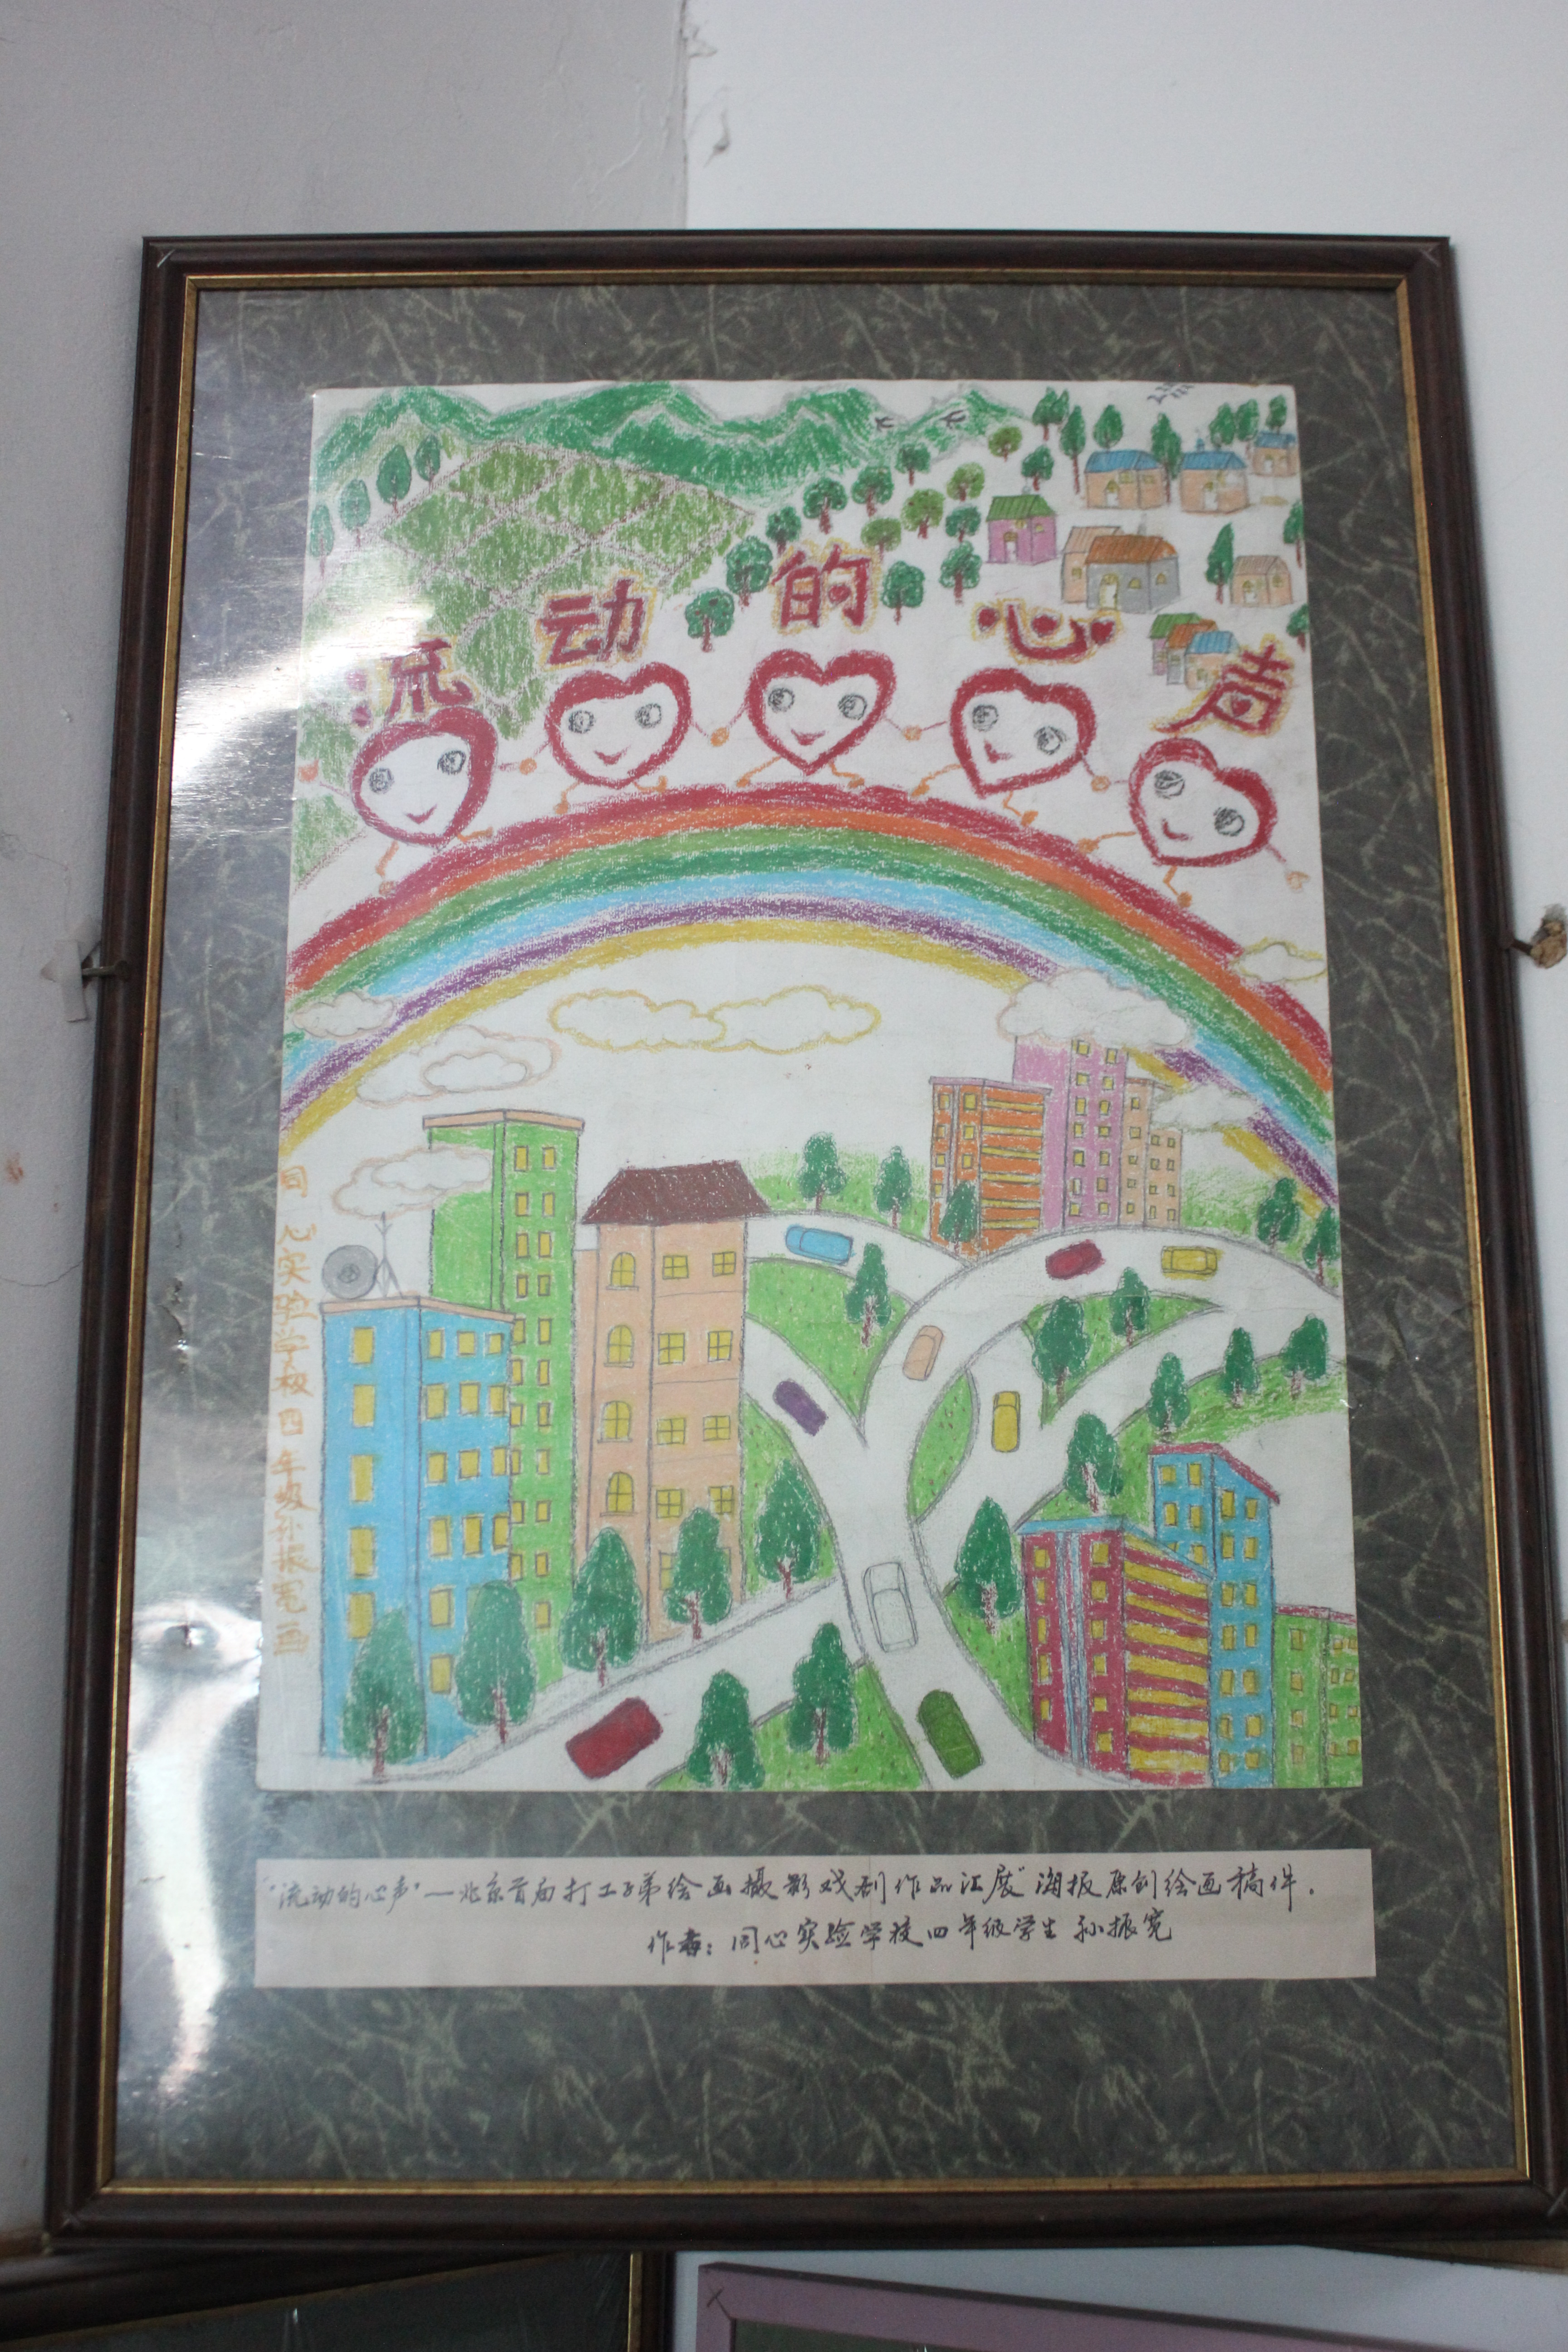 流动的心声
同心实验学校四年级孙振宽画
"流动的心声"—北京首届打工子弟绘画摄影戏剧作品汇展"海报原创绘画稿件.
作者：同心实验学校四年级学生 孙振宽